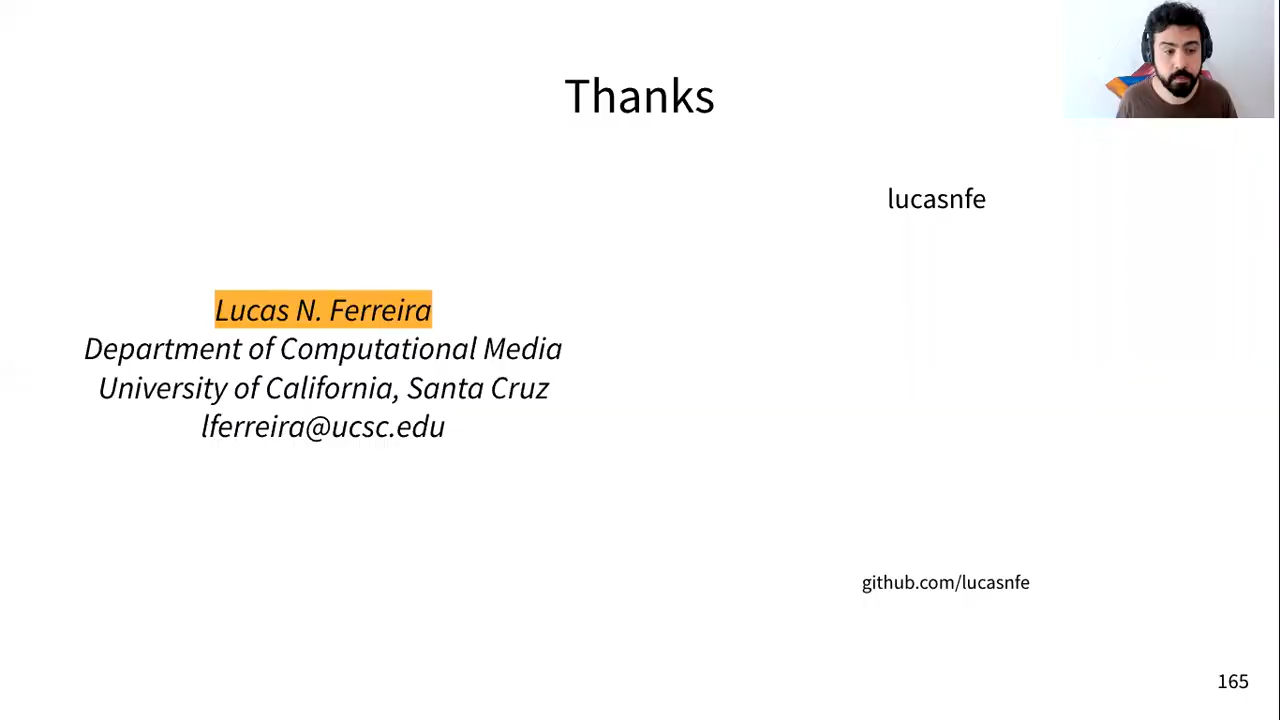 Thanks
lucasnfe
Lucas N. Ferreira
Department of Computational Media
University of California, Santa Cruz
lferreira@ucsc.edu
github.com/lucasnfe
165